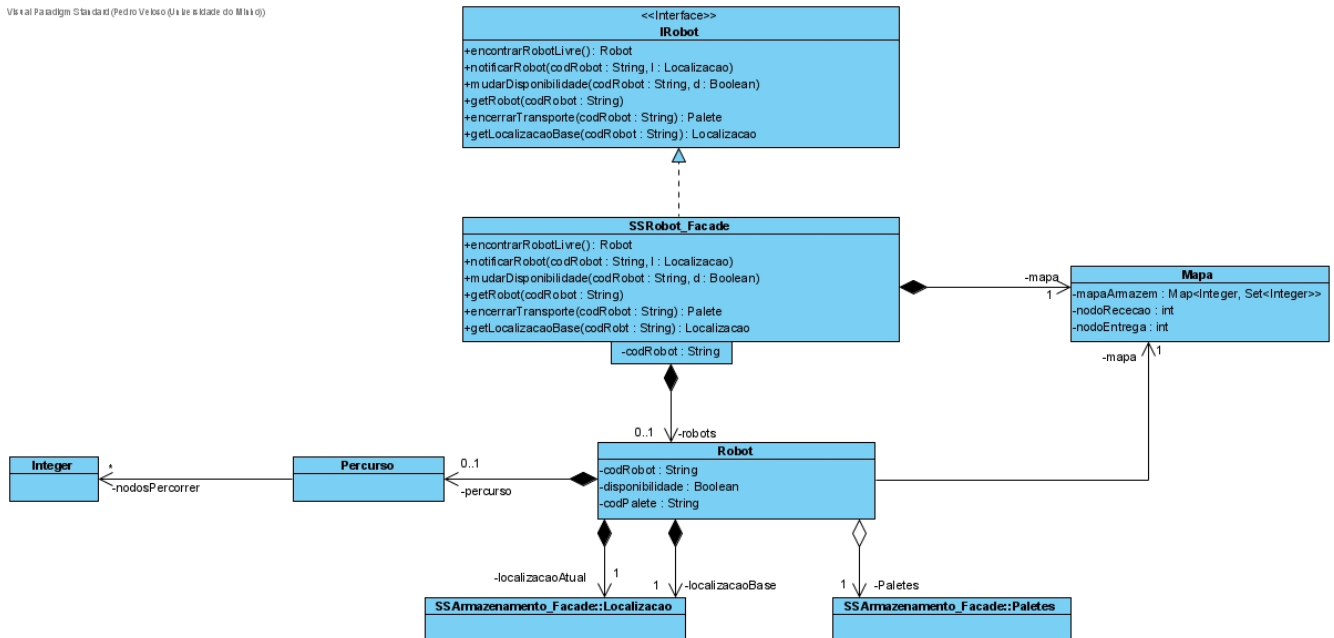 Visual Paradigm Standard(Pedro Veloso(Universidade do Minho))
<<Interface>>
IRobot
+encontrarRobotLivre() : Robot
+notificarRobot(codRobot : String, l : Localizacao)
+mudarDisponibilidade(codRobot : String, d : Boolean)
+getRobot(codRobot : String)
+encerrarTransporte(codRobot : String) : Palete
+getLocalizacaoBase(codRobot : String) : Localizacao
SSRobot_Facade
+encontrarRobotLivre() : Robot
+notificarRobot(codRobot : String, l : Localizacao)
+mudarDisponibilidade(codRobot : String, d : Boolean)
+getRobot(codRobot : String)
+encerrarTransporte(codRobot : String) : Palete
+getLocalizacaoBase(codRobt : String) : Localizacao
-codRobot : String
-mapa
1
Mapa
-mapaArmazem : Map<Integer, Set<Integer>>
-nodoRececao : int
-nodoEntrega : int
-mapa
1
0..1
-robots
Robot
-codRobot : String
-disponibilidade : Boolean
-codPalete : String
Integer
*
-nodosPercorrer
Percurso
0..1
-percurso
-localizacaoAtual
1
1
-localizacaoBase
1
-Paletes
SSArmazenamento_Facade::Localizacao
SSArmazenamento_Facade::Paletes